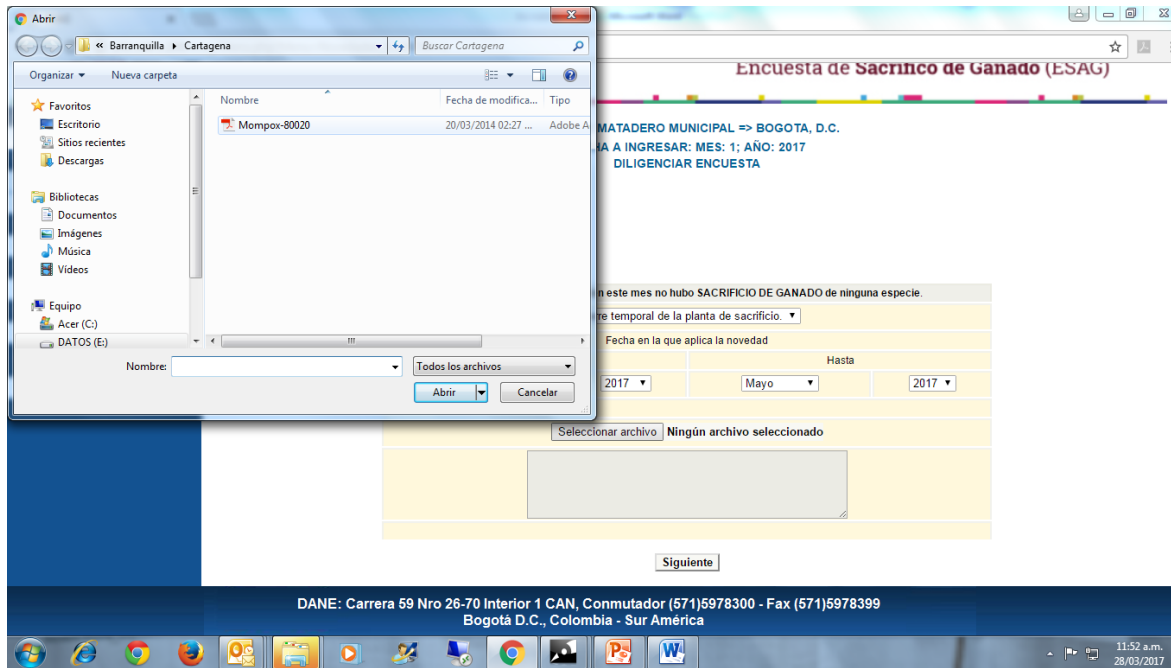 Abrir
« Barranquilla ▸ Cartagena
Buscar Cartagena
Organizar
Nueva carpeta
Favoritos
Escritorio
Sitios recientes
Descargas
Bibliotecas
Documentos
Imágenes
Música
Vídeos
Equipo
Acer (C:)
DATOS (E:)
Nombre Fecha de modifica... Tipo
Mompox-80020 20/03/2014 02:27 ... Adobe A
Nombre:
Todos los archivos
Abrir
Cancelar
Encuesta de Sacrifico de Ganado (ESAG)
MATADERO MUNICIPAL => BOGOTA, D.C.
A INGRESAR: MES: 1; AÑO: 2017
DILIGENCIAR ENCUESTA
n este mes no hubo SACRIFICIO DE GANADO de ninguna especie.
re temporal de la planta de sacrificio.
Fecha en la que aplica la novedad
Hasta
2017 Mayo 2017
Seleccionar archivo Ningún archivo seleccionado
Siguiente
DANE: Carrera 59 Nro 26-70 Interior 1 CAN, Conmutador (571)5978300 - Fax (571)5978399
Bogotá D.C., Colombia - Sur América
11:52 a.m.
28/03/2017